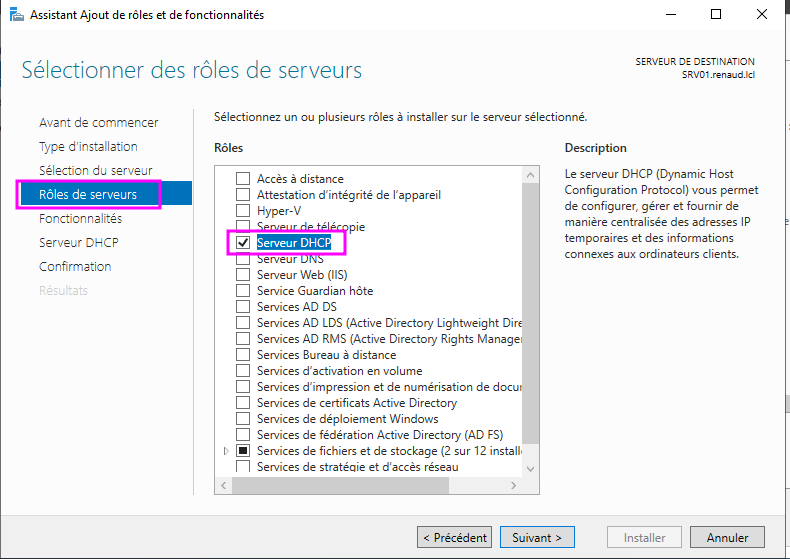 Assistant Ajout de rôles et de fonctionnalités
Sélectionner des rôles de serveurs
SERVEUR DE DESTINATION
SRV01.renaud.lcl
Avant de commencer
Type d'installation
Sélection du serveur
Rôles de serveurs
Fonctionnalités
Serveur DHCP
Confirmation
Résultats
Sélectionnez un ou plusieurs rôles à installer sur le serveur sélectionné.
Rôles
Accès à distance
Attestation d'intégrité de l'appareil
Hyper-V
Serveur de télécopie
Serveur DHCP
Serveur DNS
Serveur Web (IIS)
Service Guardian hôte
Services AD DS
Services AD LDS (Active Directory Lightweight Dire
Services AD RMS (Active Directory Rights Manager
Services Bureau à distance
Services d'activation en volume
Services d'impression et de numérisation de docu
Services de certificats Active Directory
Services de déploiement Windows
Services de fédération Active Directory (AD FS)
Services de fichiers et de stockage (2 sur 12 install
Services de stratégie et d'accès réseau
Description
Le serveur DHCP (Dynamic Host
Configuration Protocol) vous permet
de configurer, gérer et fournir de
manière centralisée des adresses IP
temporaires et des informations
connexes aux ordinateurs clients.
< Précédent
Suivant >
Installer
Annuler